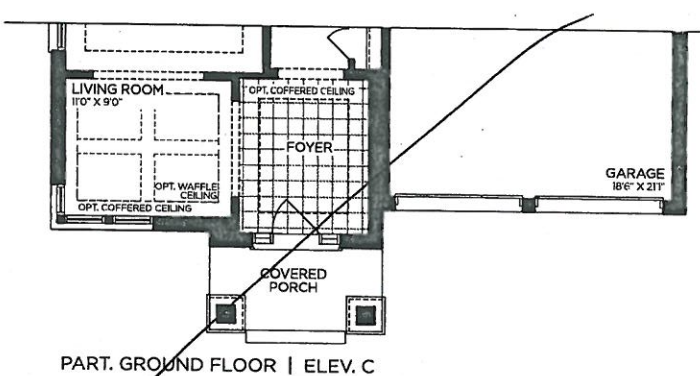 LIVING ROOM
11'0" X 9'0"
OPT. COFFERED CEILING
FOYER
OPT. WAFFLE
CEILING
OPT. COFFERED CEILING
GARAGE
18'6" X 21'1"
COVERED
PORCH
PART. GROUND FLOOR | ELEV. C